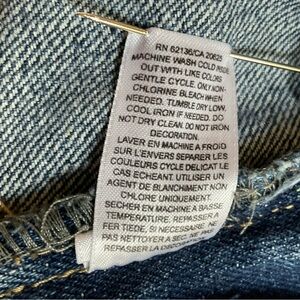 RN 62136/CA 20625
MACHINE WASH COLD INSIDE
OUT WITH LIKE COLORS
GENTLE CYCLE. ONLY NON-
CHLORINE BLEACH WHEN
NEEDED. TUMBLE DRY LOW.
COOL IRON IF NEEDED. DO
NOT DRY CLEAN. DO NOT IRON
DECORATION.
LAVER EN MACHINE A FROID
SUR L'ENVERS SEPARER LES
COULEURS CYCLE DELICAT LE
CAS ECHEANT UTILISER UN
AGENT DE BLANCHIMENT NON
CHLORE UNIQUEMENT.
SECHER EN MACHINE A BASSE
TEMPERATURE. REPASSER A
FER TIEDE, SI NECESSAIRE. NE
PAS NETTOYER A SEC. NE PAS
REPASSER LA DECORATION